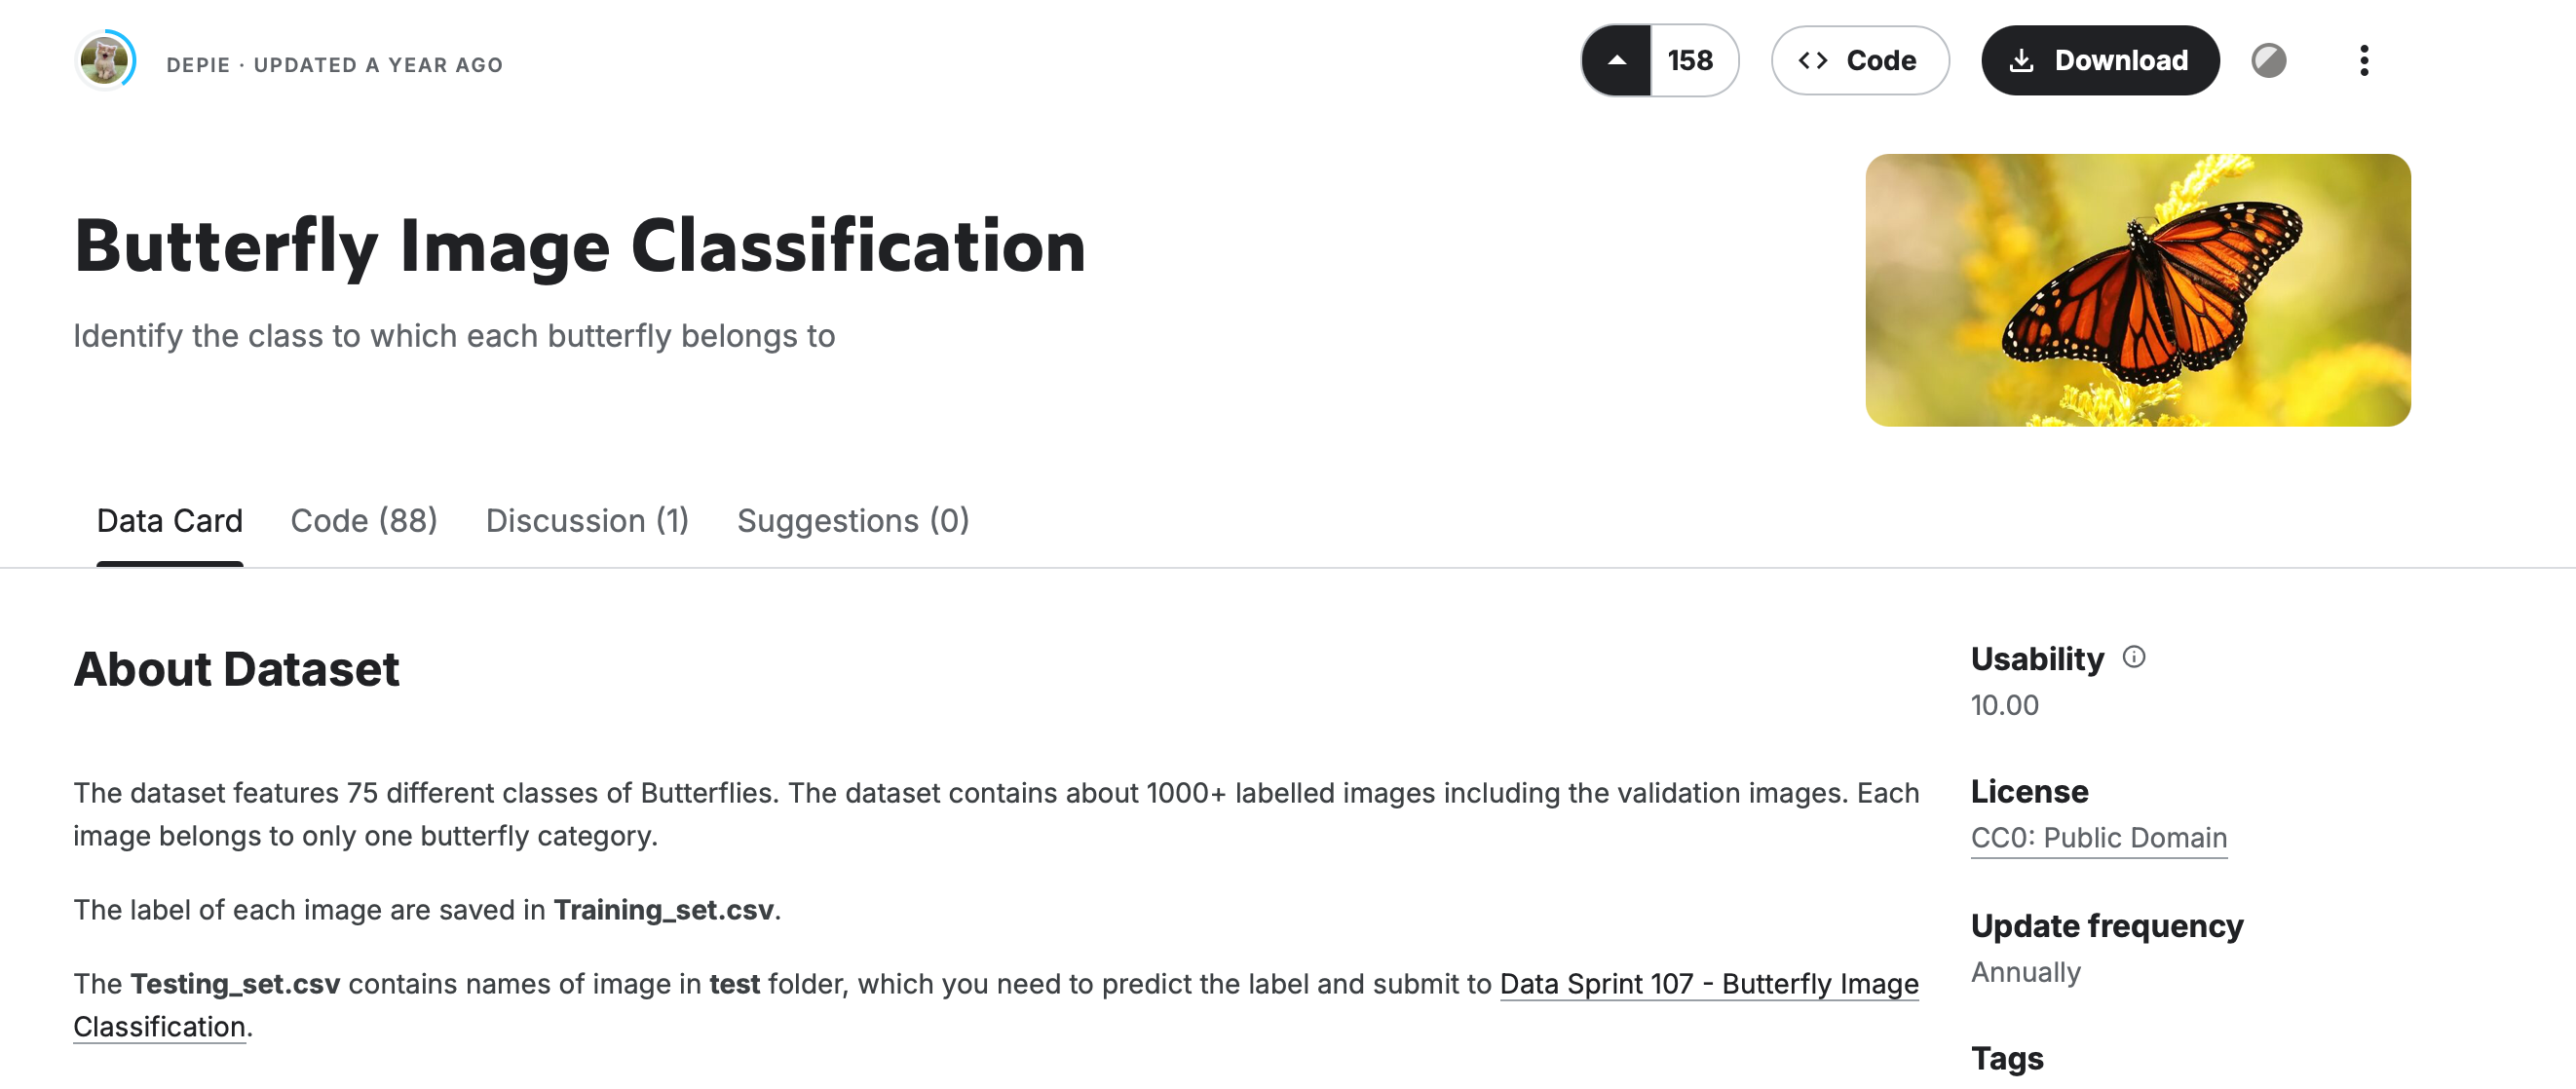 DEPIE · UPDATED A YEAR AGO
158
Code
Download
Butterfly Image Classification
Identify the class to which each butterfly belongs to
Data Card
Code (88)
Discussion (1)
Suggestions (0)
About Dataset
The dataset features 75 different classes of Butterflies. The dataset contains about 1000+ labelled images including the validation images. Each
image belongs to only one butterfly category.
The label of each image are saved in Training_set.csv.
The Testing_set.csv contains names of image in test folder, which you need to predict the label and submit to Data Sprint 107 - Butterfly Image
Classification.
Usability
10.00
License
CC0: Public Domain
Update frequency
Annually
Tags